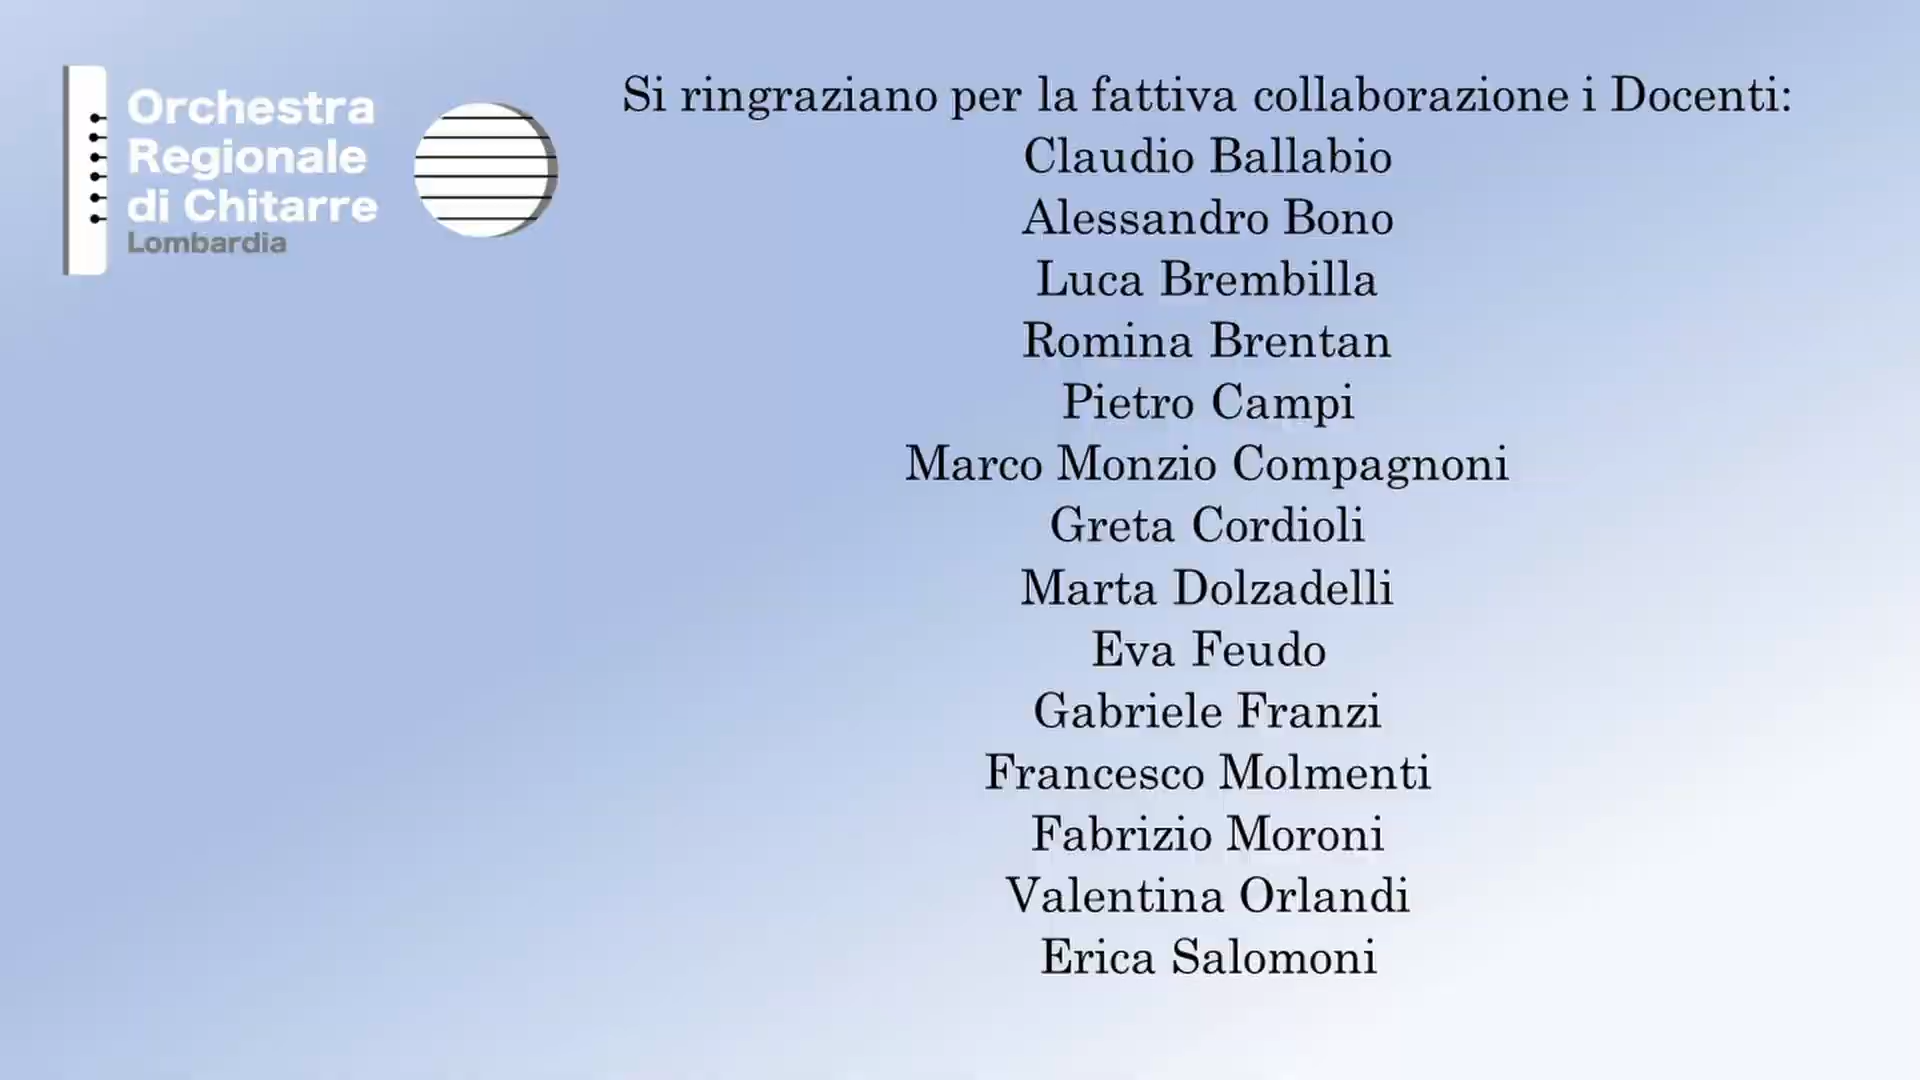 Orchestra
Regionale
di Chitarre
Lombardia
Si ringraziano per la fattiva collaborazione i Docenti:
Claudio Ballabio
Alessandro Bono
Luca Brembilla
Romina Brentan
Pietro Campi
Marco Monzio Compagnoni
Greta Cordioli
Marta Dolzadelli
Eva Feudo
Gabriele Franzi
Francesco Molmenti
Fabrizio Moroni
Valentina Orlandi
Erica Salomoni